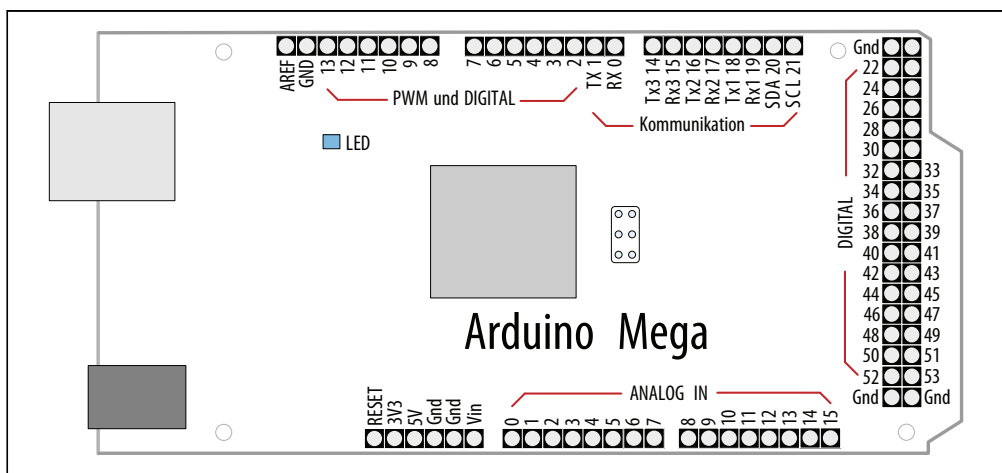 AREF GND 13 12 11 10 9 8 7 6 5 4 3 2 TX 1 RX 0 Tx3 14 Rx3 15 Tx2 16 Rx2 17 Tx1 18 Rx1 19 SDA 20 SCL 21
PWM und DIGITAL
Kommunikation
LED
Gnd
22
24
26
28
30
32 33
34 35
36 37
38 39
40 41
42 43
44 45
46 47
48 49
50 51
52 53
Gnd Gnd
DIGITAL
Arduino Mega
ANALOG IN
RESET 3V3 5V Gnd Gnd Vin 0 1 2 3 4 5 6 7 8 9 10 11 12 13 14 15